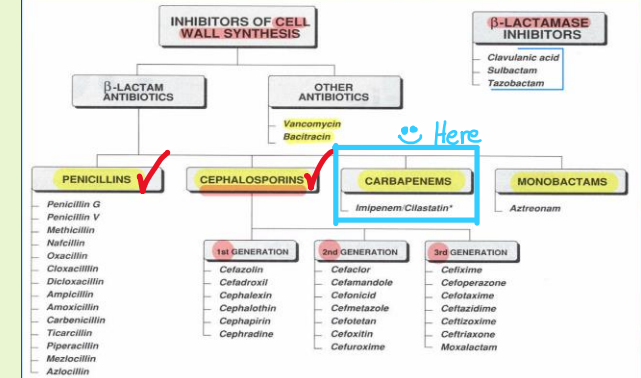 INHIBITORS OF CELL
WALL SYNTHESIS
β-LACTAMASE
INHIBITORS
Clavulanic acid
Sulbactam
Tazobactam
β-LACTAM
ANTIBIOTICS
OTHER
ANTIBIOTICS
Vancomycin
Bacitracin
Here
PENICILLINS
CEPHALOSPORINS
CARBAPENEMS
MONOBACTAMS
Penicillin G
Penicillin V
Methicillin
Nafcillin
Oxacillin
Cloxacilllin
Dicloxacillin
Ampicillin
Amoxicillin
Carbenicillin
Ticarcillin
Piperacillin
Mezlocillin
Azlocillin
Imipenem/Cilastatin*
Aztreonam
1st GENERATION
Cefazolin
Cefadroxil
Cephalexin
Cephalothin
Cephapirin
Cephradine
2nd GENERATION
Cefaclor
Cefamandole
Cefonicid
Cefmetazole
Cefotetan
Cefoxitin
Cefuroxime
3rd GENERATION
Cefixime
Cefoperazone
Cefotaxime
Ceftazidime
Ceftizoxime
Ceftriaxone
Moxalactam